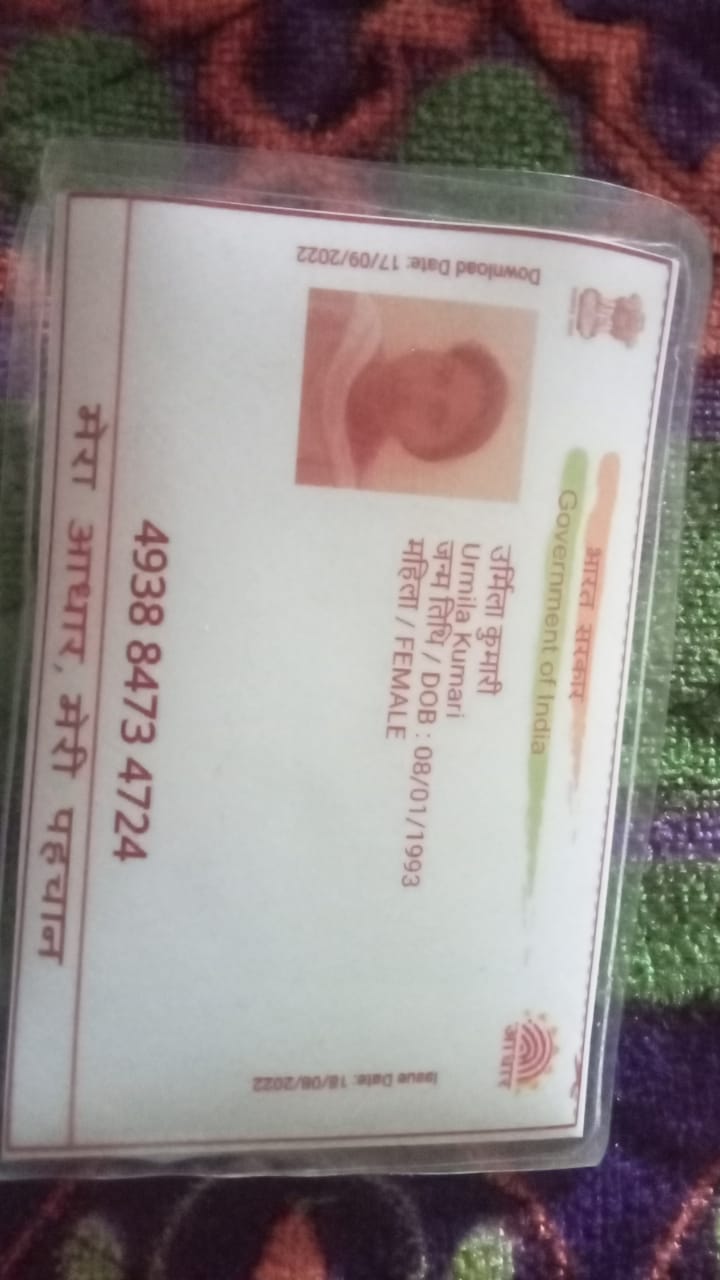 भारत सरकार
Government of India
Download Date: 17/09/2022
उर्मिला कुमारी
Urmila Kumari
जन्म तिथि / DOB : 08/01/1993
महिला / FEMALE
Issue Date: 18/08/2022
आधार
4938 8473 4724
मेरा आधार, मेरी पहचान